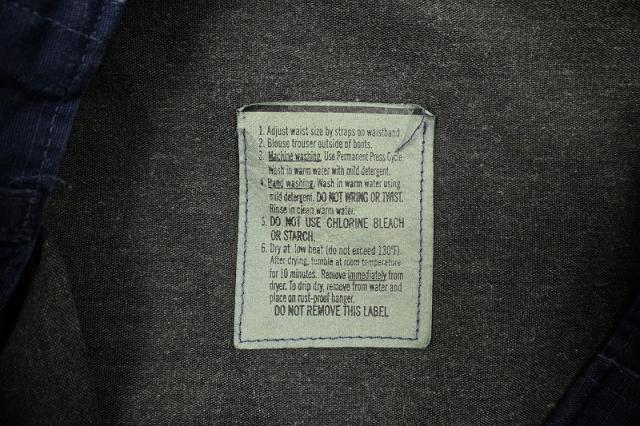 1. Adjust waist size by straps on waistband.
2. Blouse trouser outside of boots.
3. Machine washing. Use Permanent Press Cycle.
Wash in warm water with mild detergent.
4. Hand washing. Wash in warm water using
mild detergent. DO NOT WRING OR TWIST.
Rinse in clean warm water.
5. DO NOT USE CHLORINE BLEACH
OR STARCH.
6. Dry at low heat (do not exceed 130°F).
After drying, tumble at room temperature
for 10 minutes. Remove immediately from
dryer. To drip dry, remove from water and
place on rust-proof hanger.
DO NOT REMOVE THIS LABEL